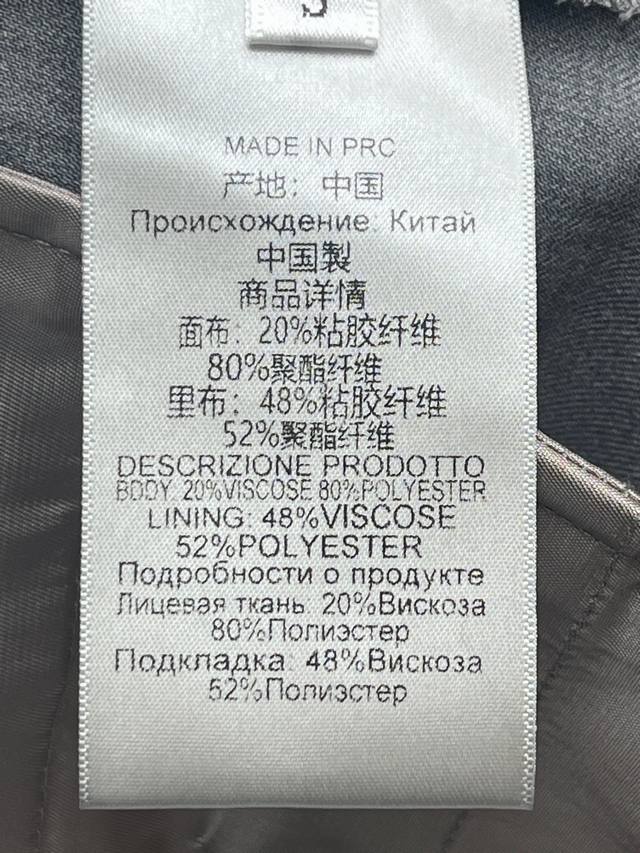 MADE IN PRC
产地：中国
Происхождение: Китай
中国製
商品详情
面布：20%粘胶纤维
80%聚酯纤维
里布：48%粘胶纤维
52%聚酯纤维
DESCRIZIONE PRODOTTO
BODY: 20%VISCOSE 80%POLYESTER
LINING: 48%VISCOSE
52%POLYESTER
Подробности о продукте
Лицевая ткань: 20%Вискоза
80%Полиэстер
Подкладка: 48%Вискоза
52%Полиэстер